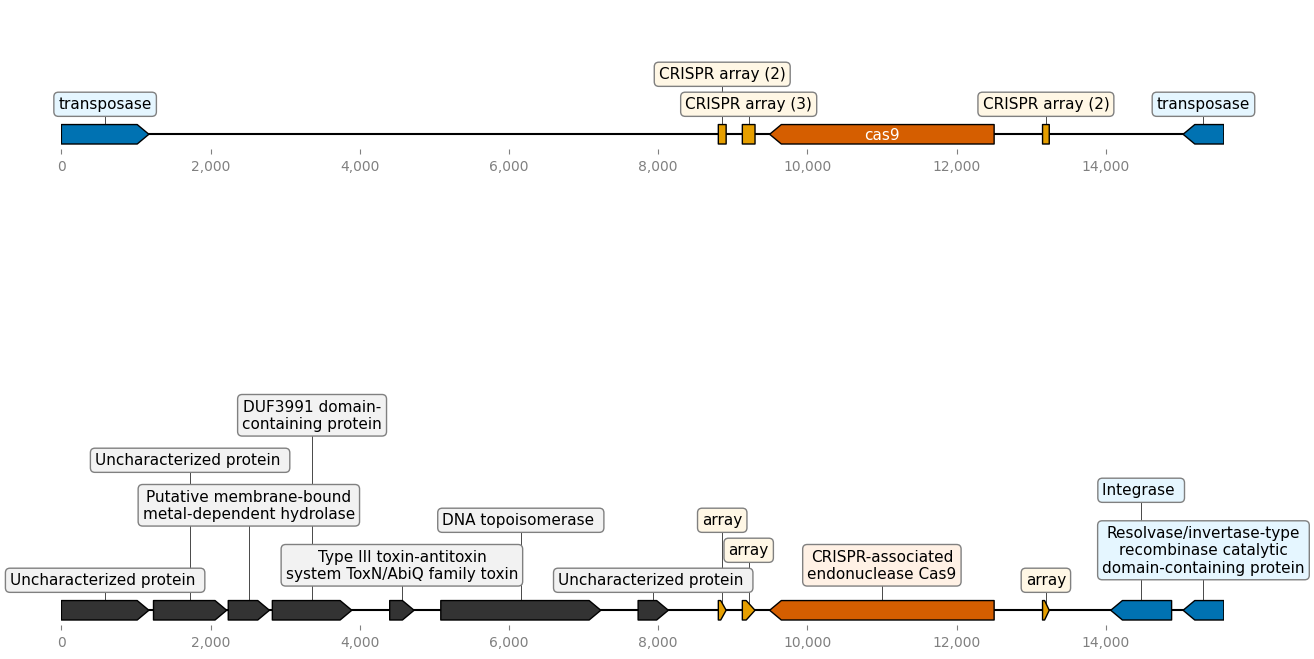 CRISPR array (2)
transposase
CRISPR array (3)
CRISPR array (2)
transposase
cas9
0
2,000
4,000
6,000
8,000
10,000
12,000
14,000
DUF3991 domain-
containing protein
Uncharacterized protein
Putative membrane-bound
metal-dependent hydrolase
Integrase
DNA topoisomerase
array
Resolvase/invertase-type
recombinase catalytic
domain-containing protein
array
Type III toxin-antitoxin
system ToxN/AbiQ family toxin
CRISPR-associated
endonuclease Cas9
Uncharacterized protein
Uncharacterized protein
array
0
2,000
4,000
6,000
8,000
10,000
12,000
14,000